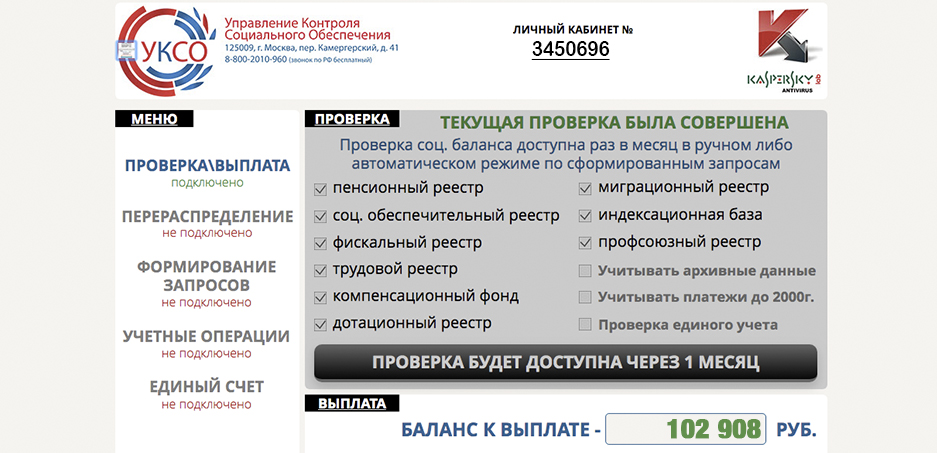 УКСО
Управление Контроля
Социального Обеспечения
125009, г. Москва, пер. Камергерский, д. 41
8-800-2010-960 (звонок по РФ бесплатный)
ЛИЧНЫЙ КАБИНЕТ №
3450696
KASPERSKY
ANTIVIRUS
МЕНЮ
ПРОВЕРКА\ВЫПЛАТА
подключено
ПЕРЕРАСПРЕДЕЛЕНИЕ
не подключено
ФОРМИРОВАНИЕ
ЗАПРОСОВ
не подключено
УЧЕТНЫЕ ОПЕРАЦИИ
не подключено
ЕДИНЫЙ СЧЕТ
не подключено
ПРОВЕРКА
ТЕКУЩАЯ ПРОВЕРКА БЫЛА СОВЕРШЕНА
Проверка соц. баланса доступна раз в месяц в ручном либо
автоматическом режиме по сформированным запросам
пенсионный реестр
соц. обеспечительный реестр
фискальный реестр
трудовой реестр
компенсационный фонд
дотационный реестр
миграционный реестр
индексационная база
профсоюзный реестр
Учитывать архивные данные
Учитывать платежи до 2000г.
Проверка единого учета
ПРОВЕРКА БУДЕТ ДОСТУПНА ЧЕРЕЗ 1 МЕСЯЦ
ВЫПЛАТА
БАЛАНС К ВЫПЛАТЕ - 102 908 РУБ.